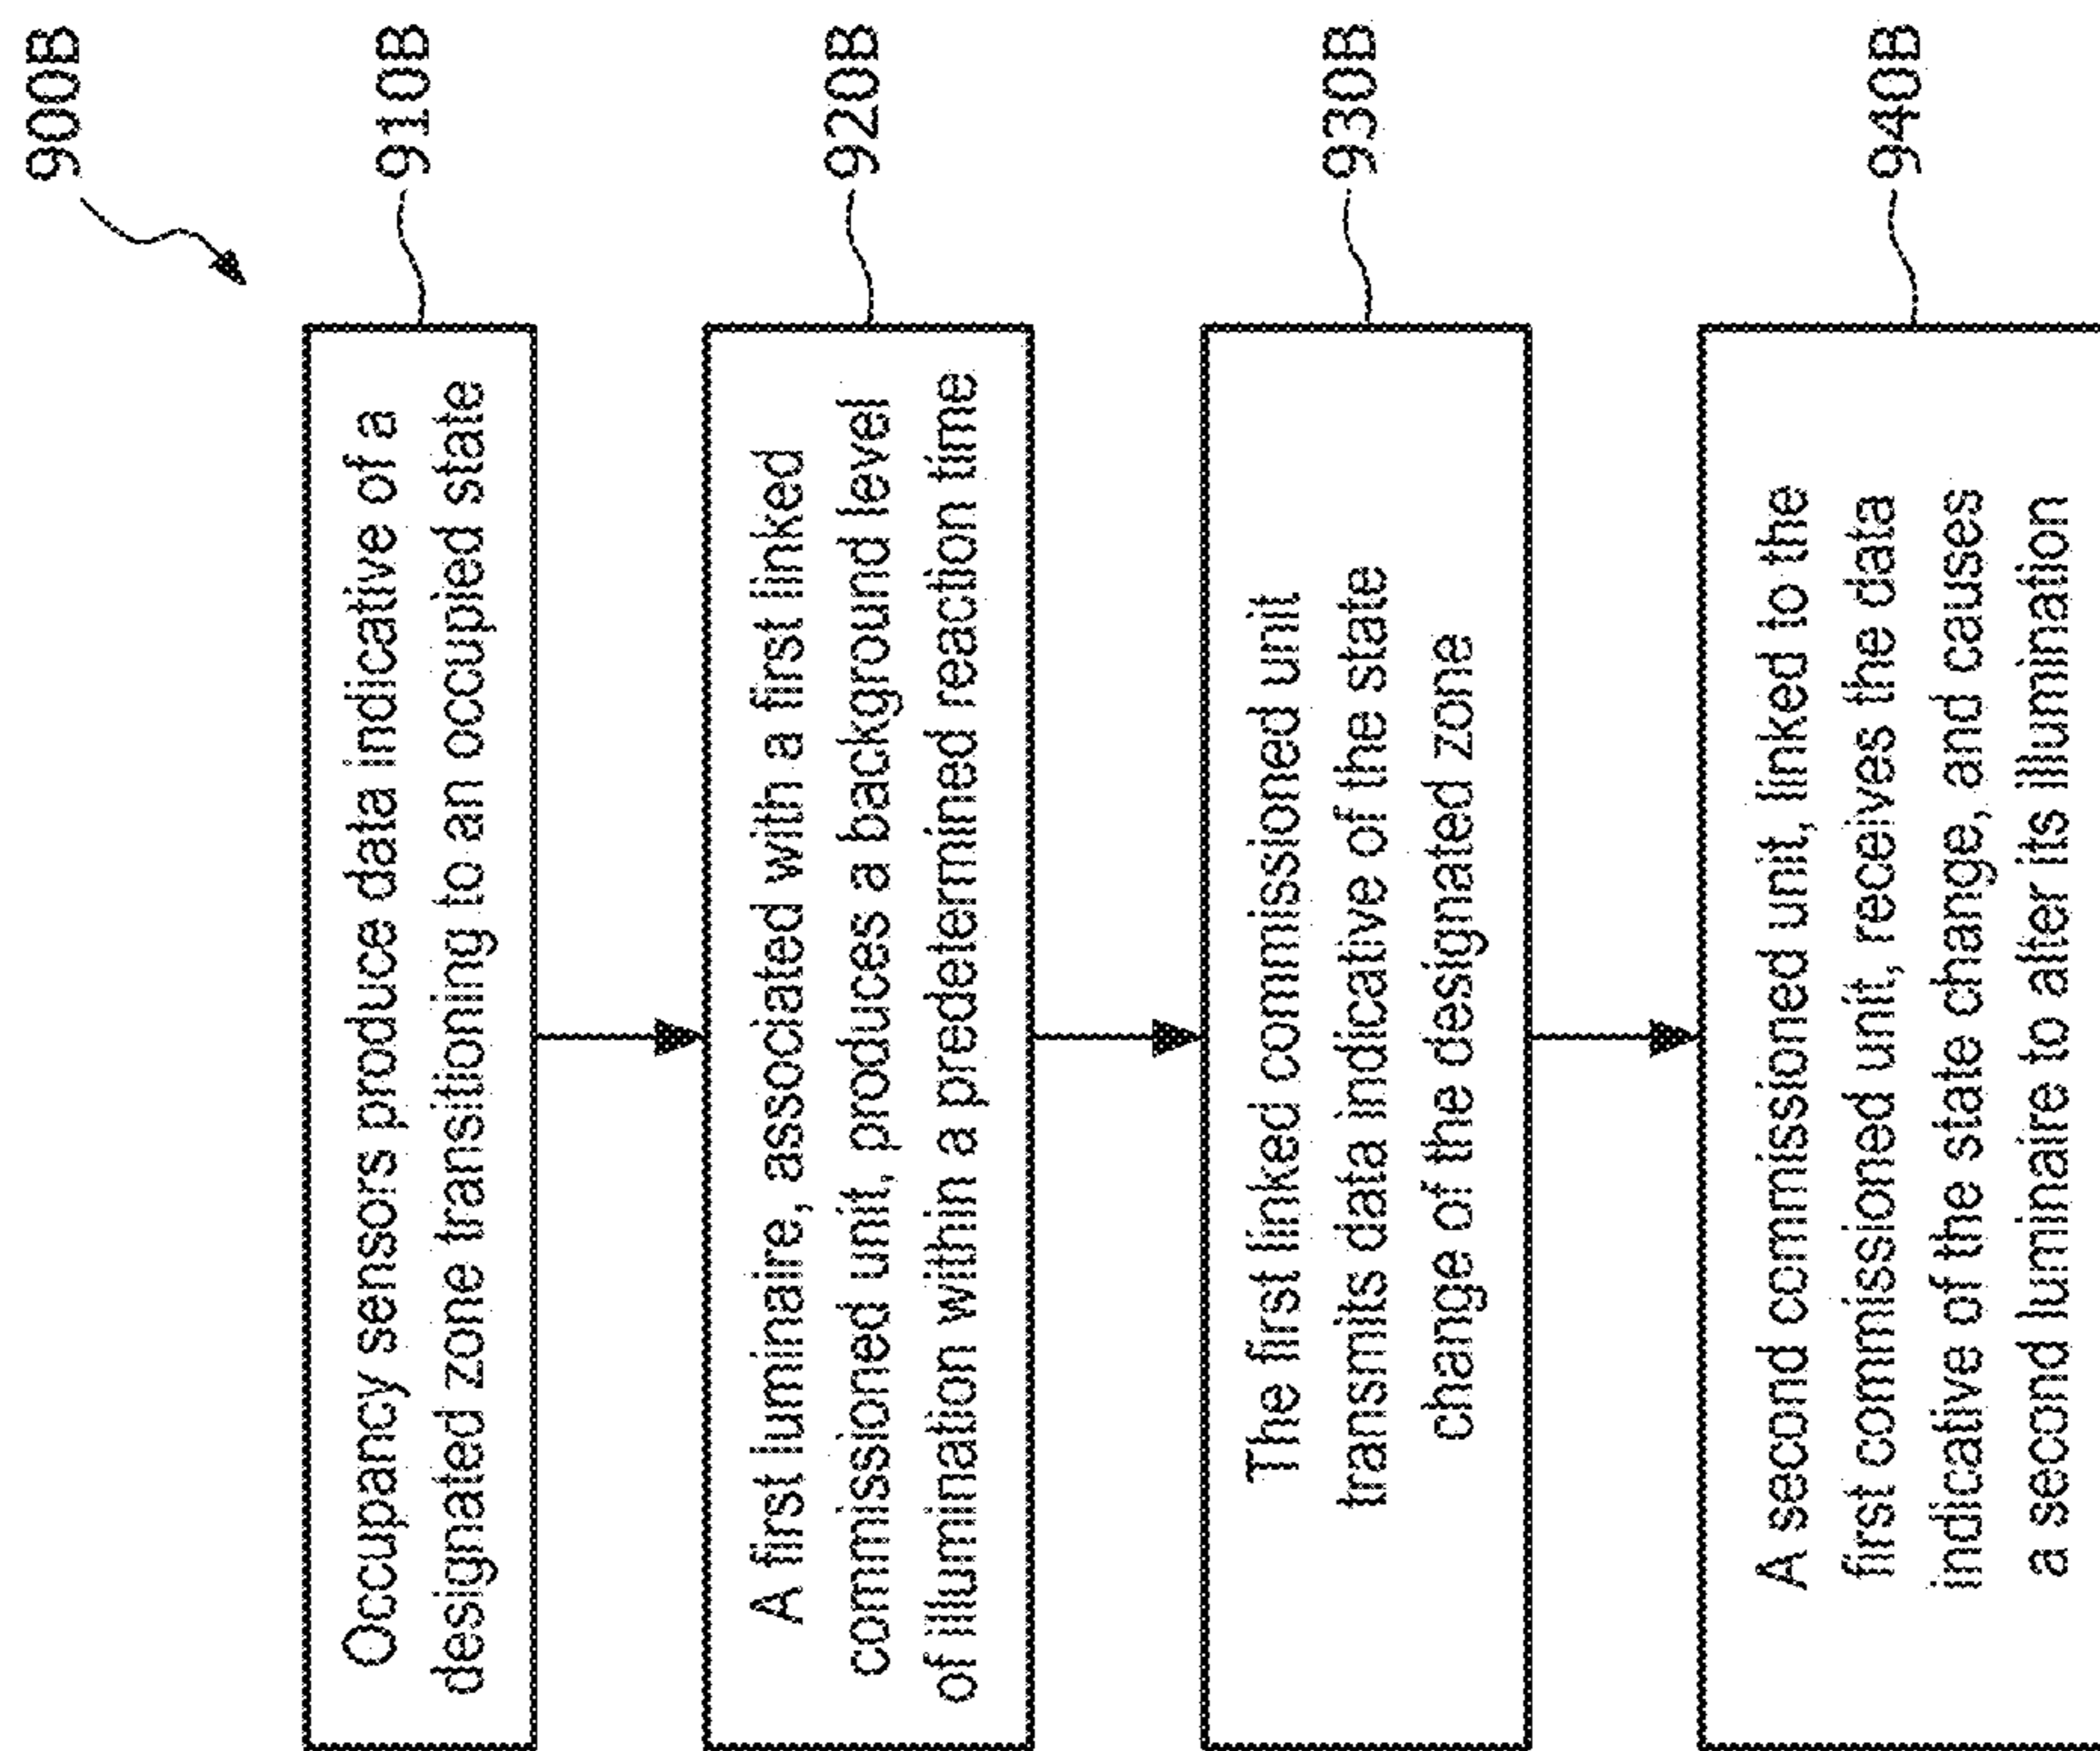 900B
Occupancy sensors produce data indicative of a
designated zone transitioning to an occupied state
910B
A first luminaire, associated with a first linked
commissioned unit, produces a background level
of illumination within a predetermined reaction time
920B
The first linked commissioned unit
transmits data indicative of the state
change of the designated zone
930B
A second commissioned unit, linked to the
first commissioned unit, receives the data
indicative of the state change, and causes
a second luminaire to alter its illumination
940B